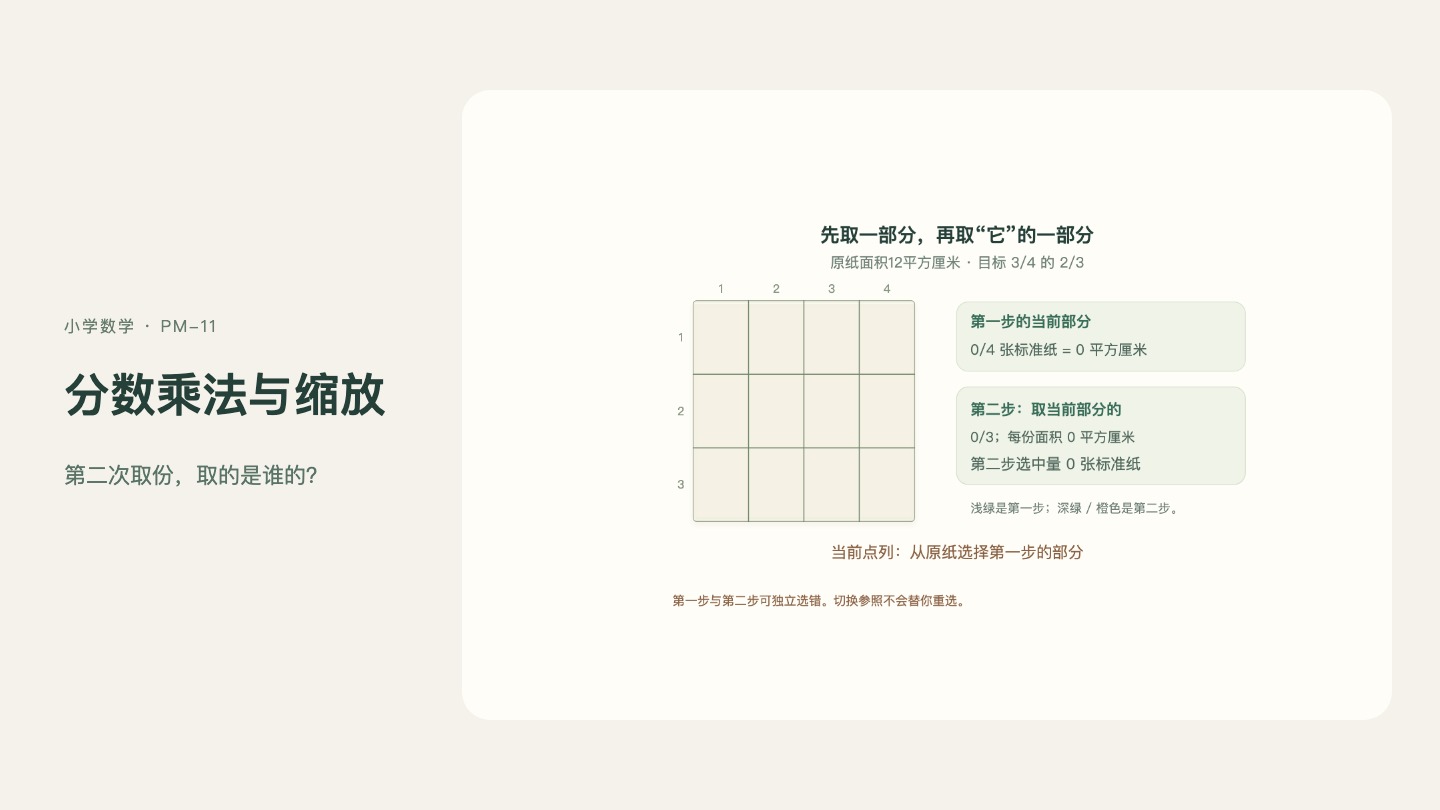 小学数学 · PM–11
分数乘法与缩放
第二次取份，取的是谁的?
先取一部分，再取“它”的一部分
原纸面积12平方厘米 · 目标 3/4 的 2/3
1 2 3 4
1
2
3
第一步的当前部分
0/4 张标准纸 = 0 平方厘米
第二步：取当前部分的
0/3；每份面积 0 平方厘米
第二步选中量 0 张标准纸
浅绿是第一步；深绿 / 橙色是第二步。
当前点列：从原纸选择第一步的部分
第一步与第二步可独立选错。切换参照不会替你重选。